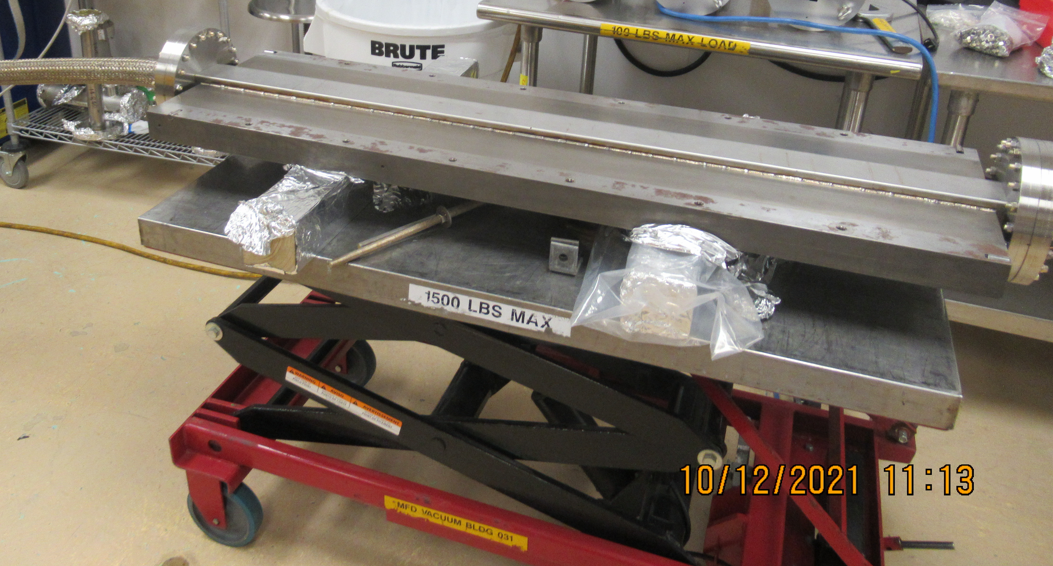 BRUTE
100 LBS MAX LOAD
1500 LBS MAX
MFD VACUUM BLDG 031
10/12/2021 11:13